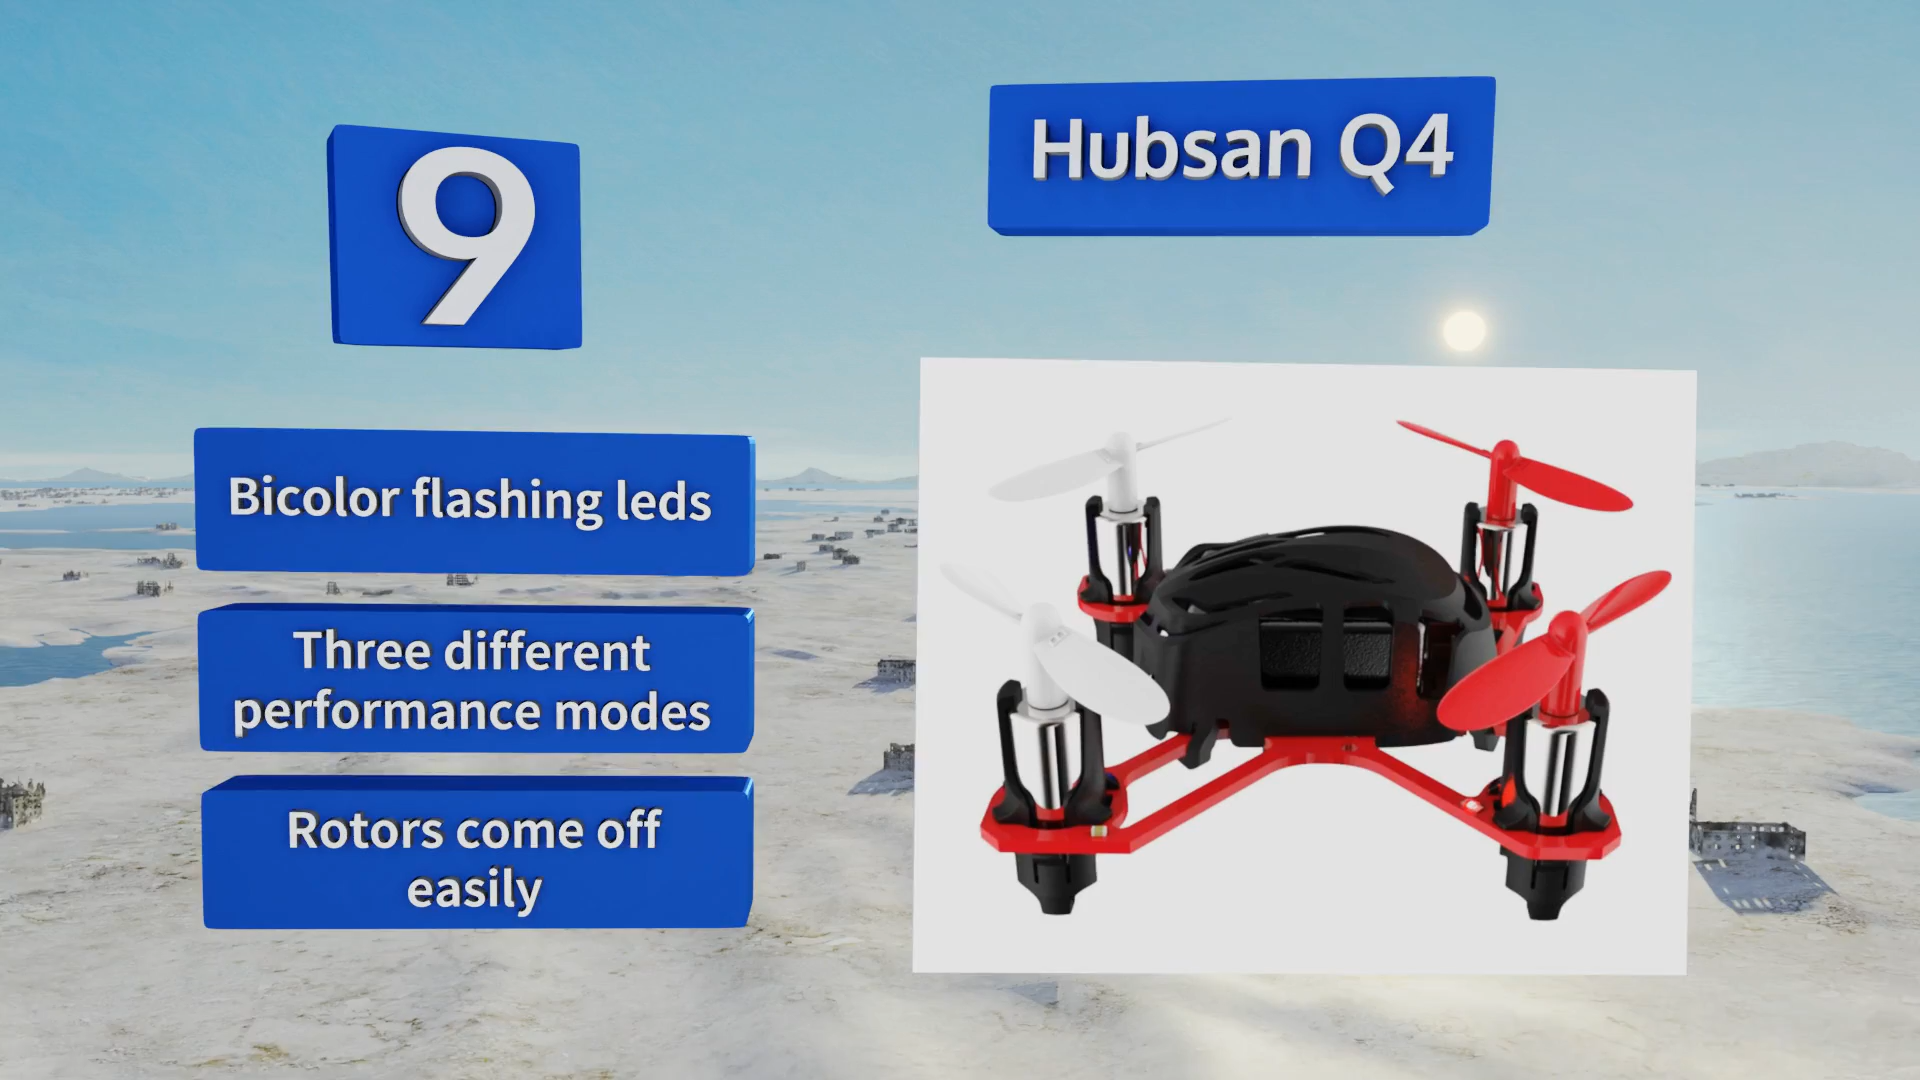 9
Hubsan Q4
Bicolor flashing leds
Three different
performance modes
Rotors come off
easily